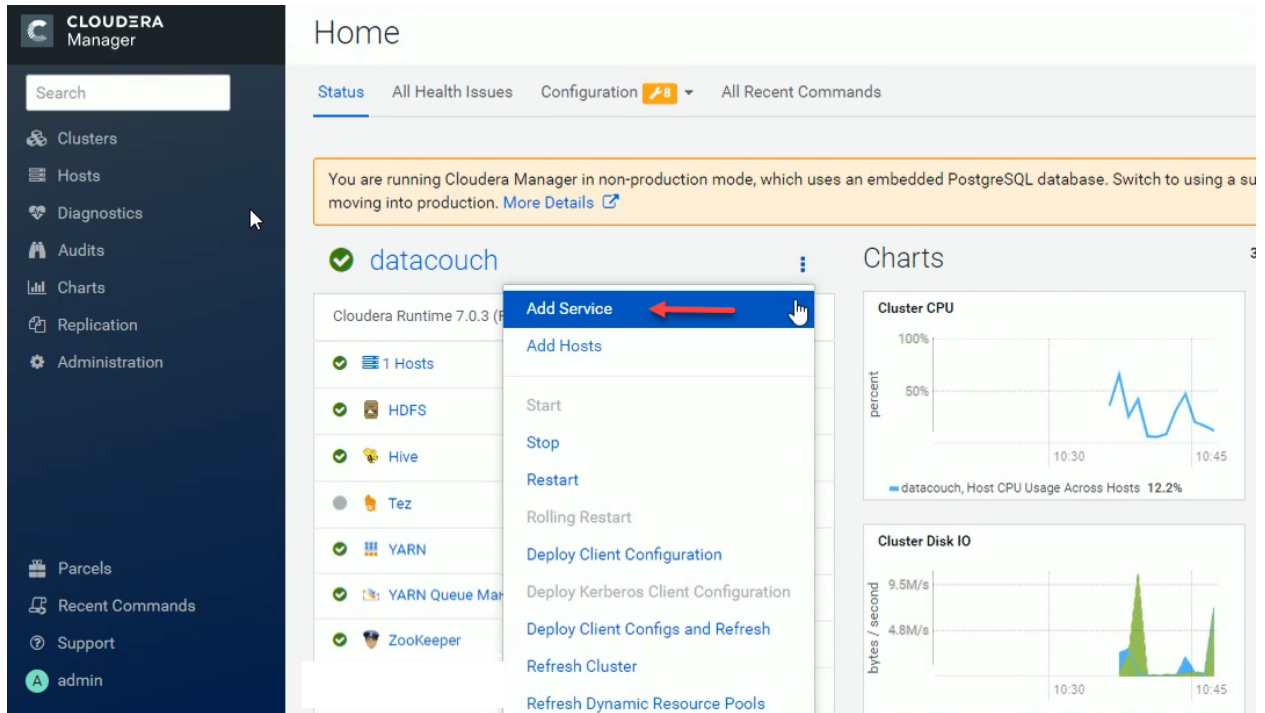 CLOUDERA
Manager
Search
Clusters
Hosts
Diagnostics
Audits
Charts
Replication
Administration
Parcels
Recent Commands
Support
A admin
Home
Status All Health Issues Configuration 8 All Recent Commands
You are running Cloudera Manager in non-production mode, which uses an embedded PostgreSQL database. Switch to using a su
moving into production. More Details
datacouch
Cloudera Runtime 7.0.3 (
1 Hosts
HDFS
Hive
Tez
YARN
YARN Queue Ma
ZooKeeper
Add Service
Add Hosts
Start
Stop
Restart
Rolling Restart
Deploy Client Configuration
Deploy Kerberos Client Configuration
Deploy Client Configs and Refresh
Refresh Cluster
Refresh Dynamic Resource Pools
Charts
Cluster CPU
percent
100%
50%
10:30 10:45
datacouch, Host CPU Usage Across Hosts 12.2%
Cluster Disk IO
bytes / second
9.5M/s
4.8M/s
10:30 10:45